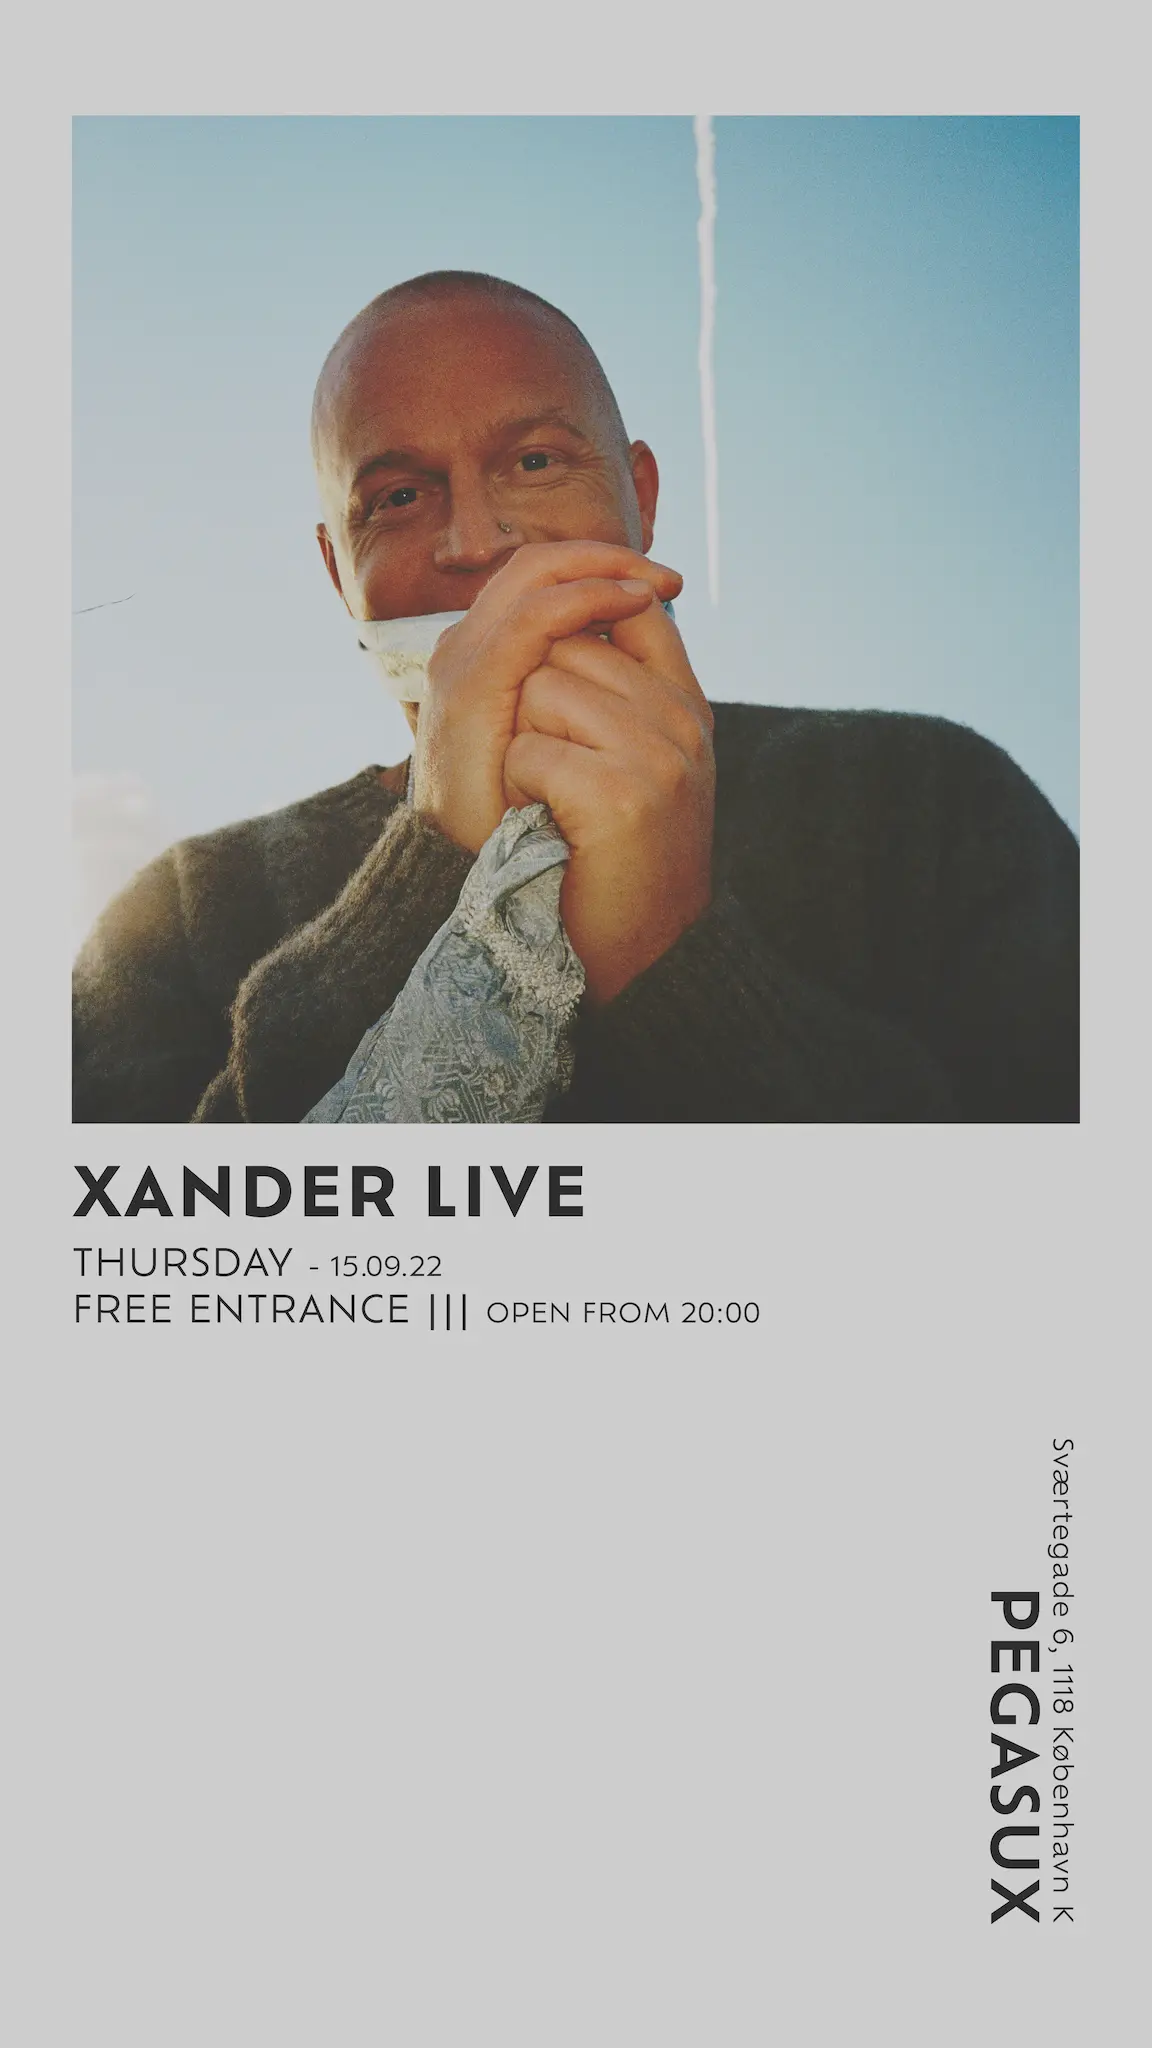 XANDER LIVE
THURSDAY - 15.09.22
FREE ENTRANCE ||| OPEN FROM 20:00
Sværtegade 6, 1118 København K
PEGASUX